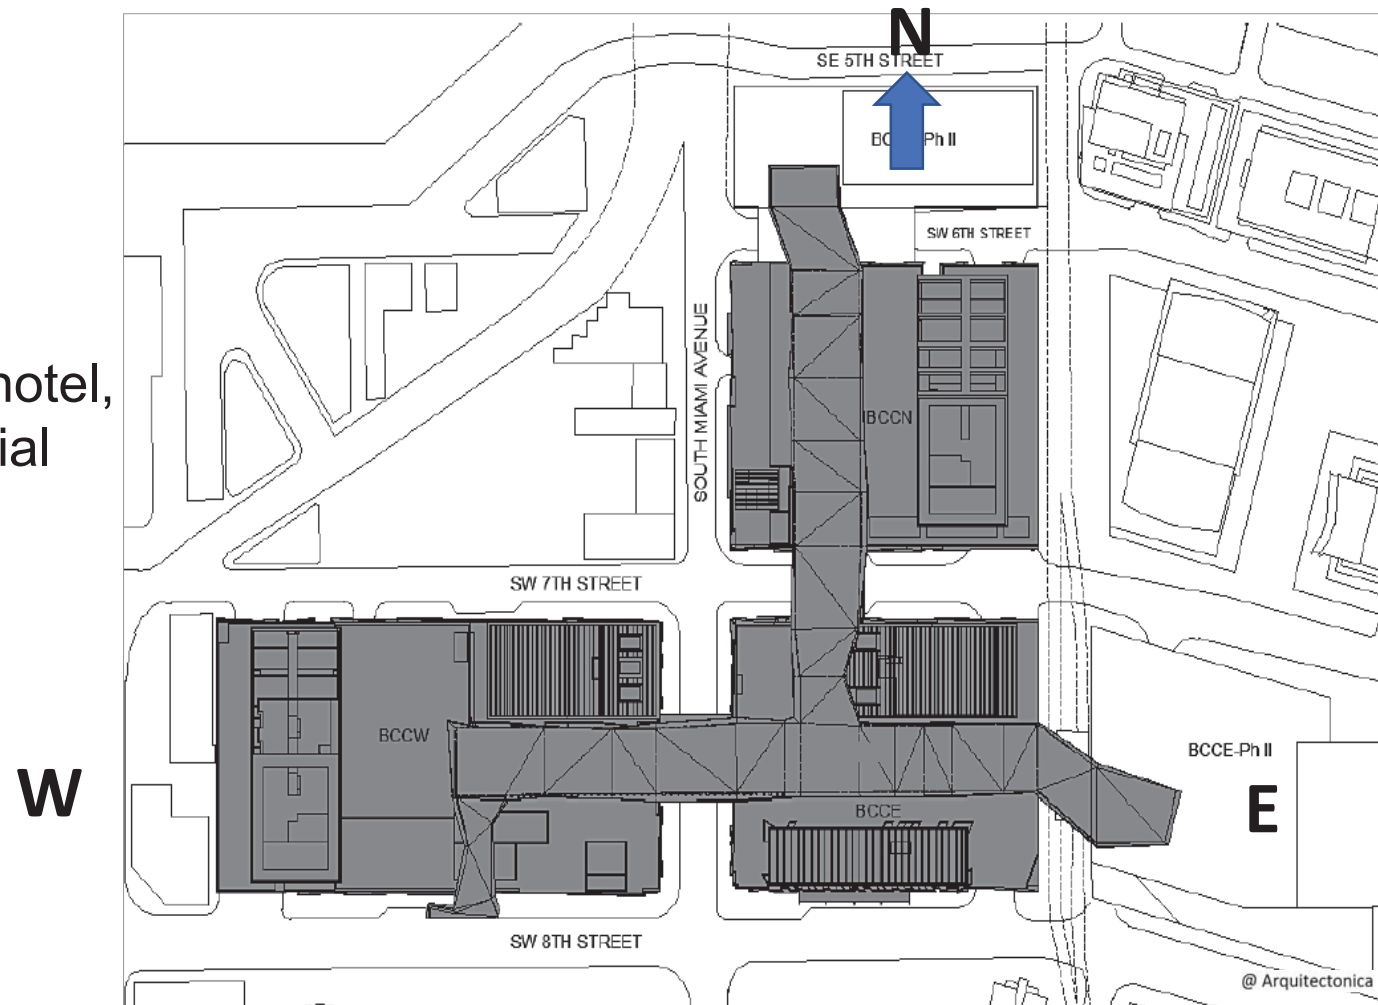 N
SE 5TH STREET
Ph II
SW 6TH STREET
hotel,
ial
SOUTH MIAMI AVENUE
BCCN
SW 7TH STREET
BCCW
BCCE-Ph II
W
E
BCCE
SW 8TH STREET
@ Arquitectonica